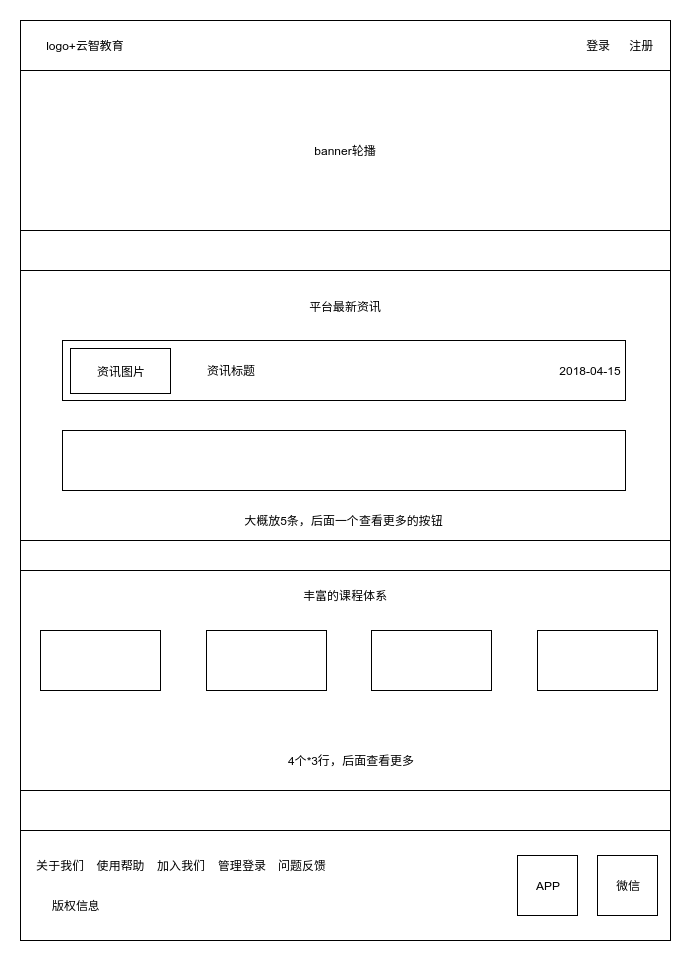 logo+云智教育 登录 注册
banner轮播
平台最新资讯
资讯图片 资讯标题 2018-04-15
大概放5条，后面一个查看更多的按钮
丰富的课程体系
4个*3行，后面查看更多
关于我们 使用帮助 加入我们 管理登录 问题反馈
APP 微信
版权信息